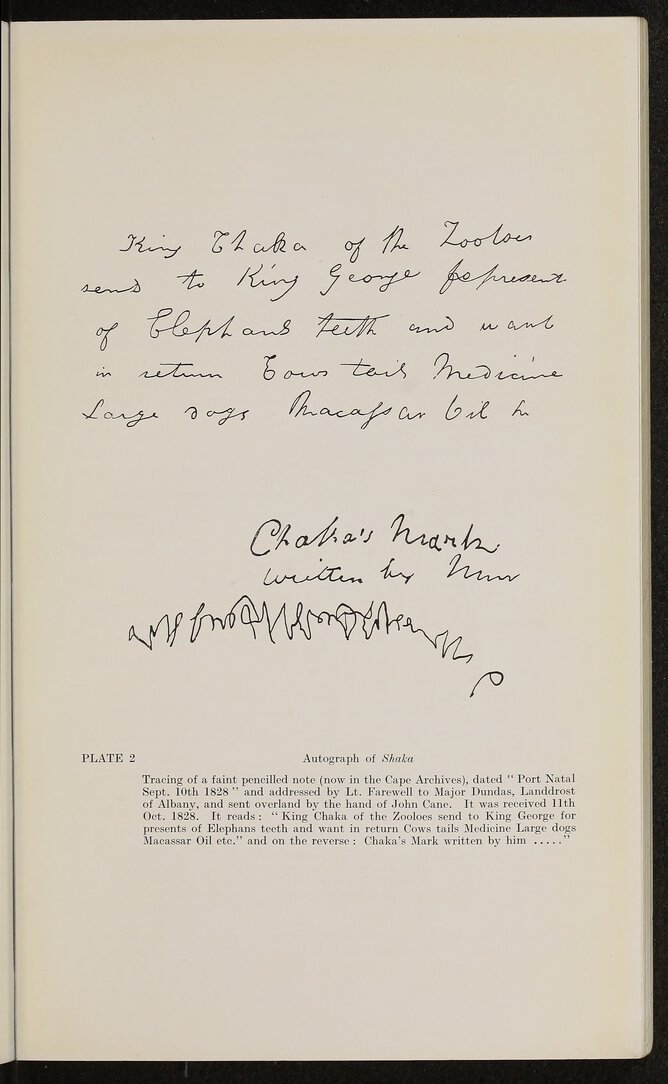 King Chaka of the Zooloes
send to King George for present
of Elephans teeth and want
in return Cows tails Medicine
Large dogs Macassar Oil
Chaka's Mark
written by him
PLATE 2
Autograph of Shaka
Tracing of a faint pencilled note (now in the Cape Archives), dated “ Port Natal
Sept. 10th 1828 ” and addressed by Lt. Farewell to Major Dundas, Landdrost
of Albany, and sent overland by the hand of John Cane. It was received 11th
Oct. 1828. It reads : “ King Chaka of the Zooloes send to King George for
presents of Elephans teeth and want in return Cows tails Medicine Large dogs
Macassar Oil etc.” and on the reverse : Chaka's Mark written by him .....”